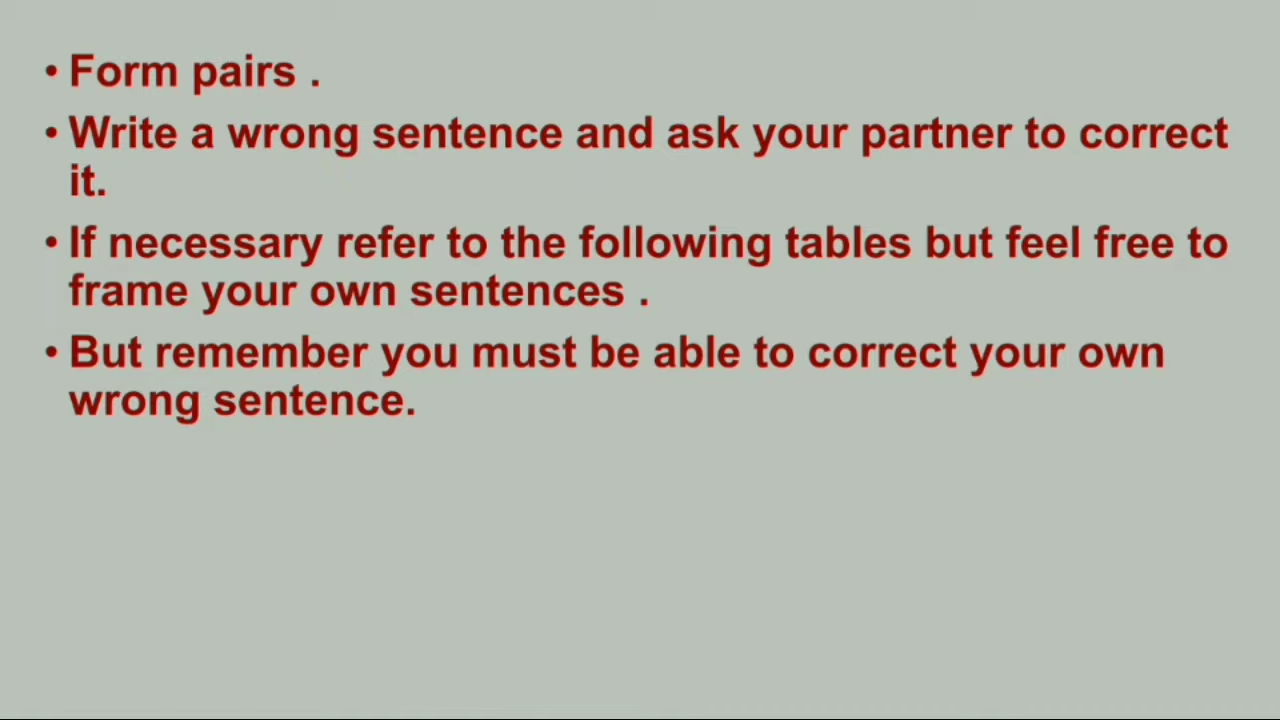 • Form pairs .
• Write a wrong sentence and ask your partner to correct
it.
• If necessary refer to the following tables but feel free to
frame your own sentences .
• But remember you must be able to correct your own
wrong sentence.